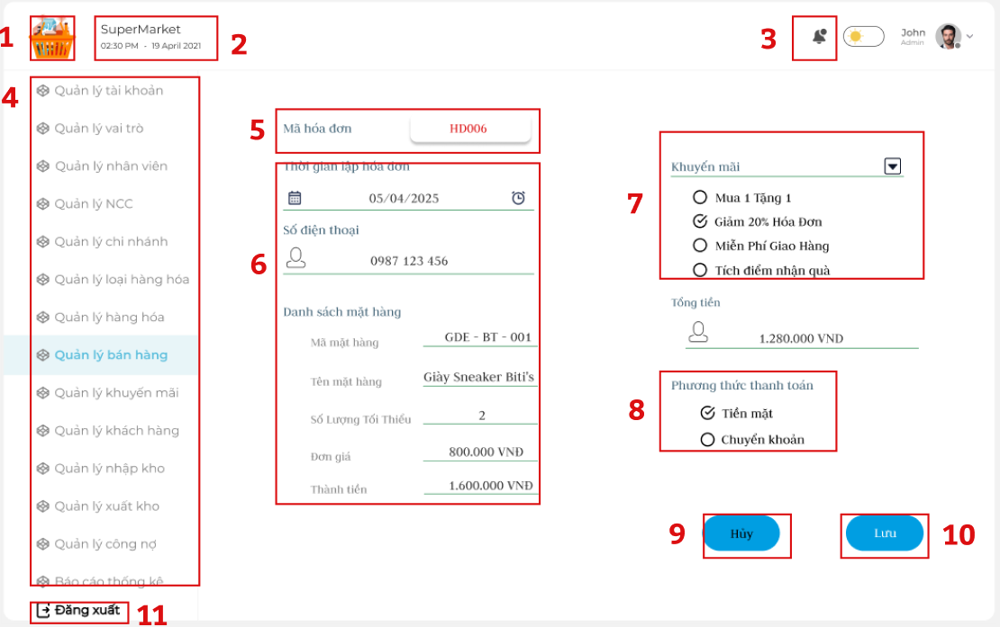 1
SuperMarket
02:30 PM - 19 April 2021
2
3
John
Admin
4
Quản lý tài khoản
Quản lý vai trò
Quản lý nhân viên
Quản lý NCC
Quản lý chi nhánh
Quản lý loại hàng hóa
Quản lý hàng hóa
Quản lý bán hàng
Quản lý khuyến mãi
Quản lý khách hàng
Quản lý nhập kho
Quản lý xuất kho
Quản lý công nợ
Báo cáo thống kê
Đăng xuất
11
5
Mã hóa đơn HD006
Thời gian lập hóa đơn
05/04/2025
Số điện thoại
6
0987 123 456
Danh sách mặt hàng
Mã mặt hàng GDE - BT - 001
Tên mặt hàng Giày Sneaker Biti's
Số Lượng Tối Thiểu 2
Đơn giá 800.000 VNĐ
Thành tiền 1.600.000 VNĐ
7
Khuyến mãi
Mua 1 Tặng 1
Giảm 20% Hóa Đơn
Miễn Phí Giao Hàng
Tích điểm nhận quà
Tổng tiền
1.280.000 VND
8
Phương thức thanh toán
Tiền mặt
Chuyển khoản
9
Hủy
Lưu
10